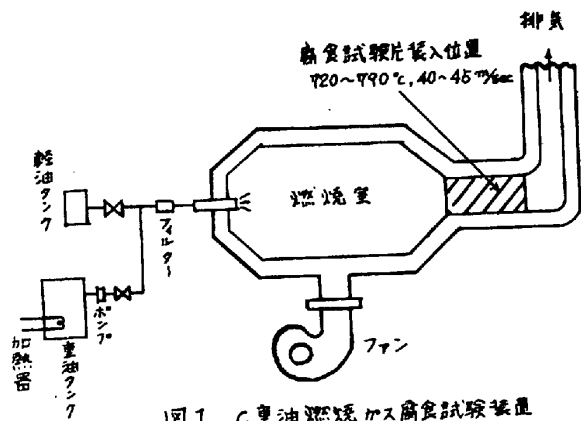 排気
腐食試験片装入位置
720~790℃, 40~45 m/sec
軽油タンク
燃焼室
フィルター
ポンプ
加熱器
重油タンク
ファン
図1 C重油燃焼ガス腐食試験装置